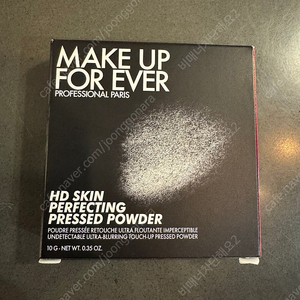 MAKE UP
FOR EVER
PROFESSIONAL PARIS
HD SKIN
PERFECTING
PRESSED POWDER
POUDRE PRESSÉE RETOUCHE ULTRA-FLOUTANTE IMPERCEPTIBLE
UNDETECTABLE ULTRA-BLURRING TOUCH-UP PRESSED POWDER
10 G - NET WT. 0.35 OZ.